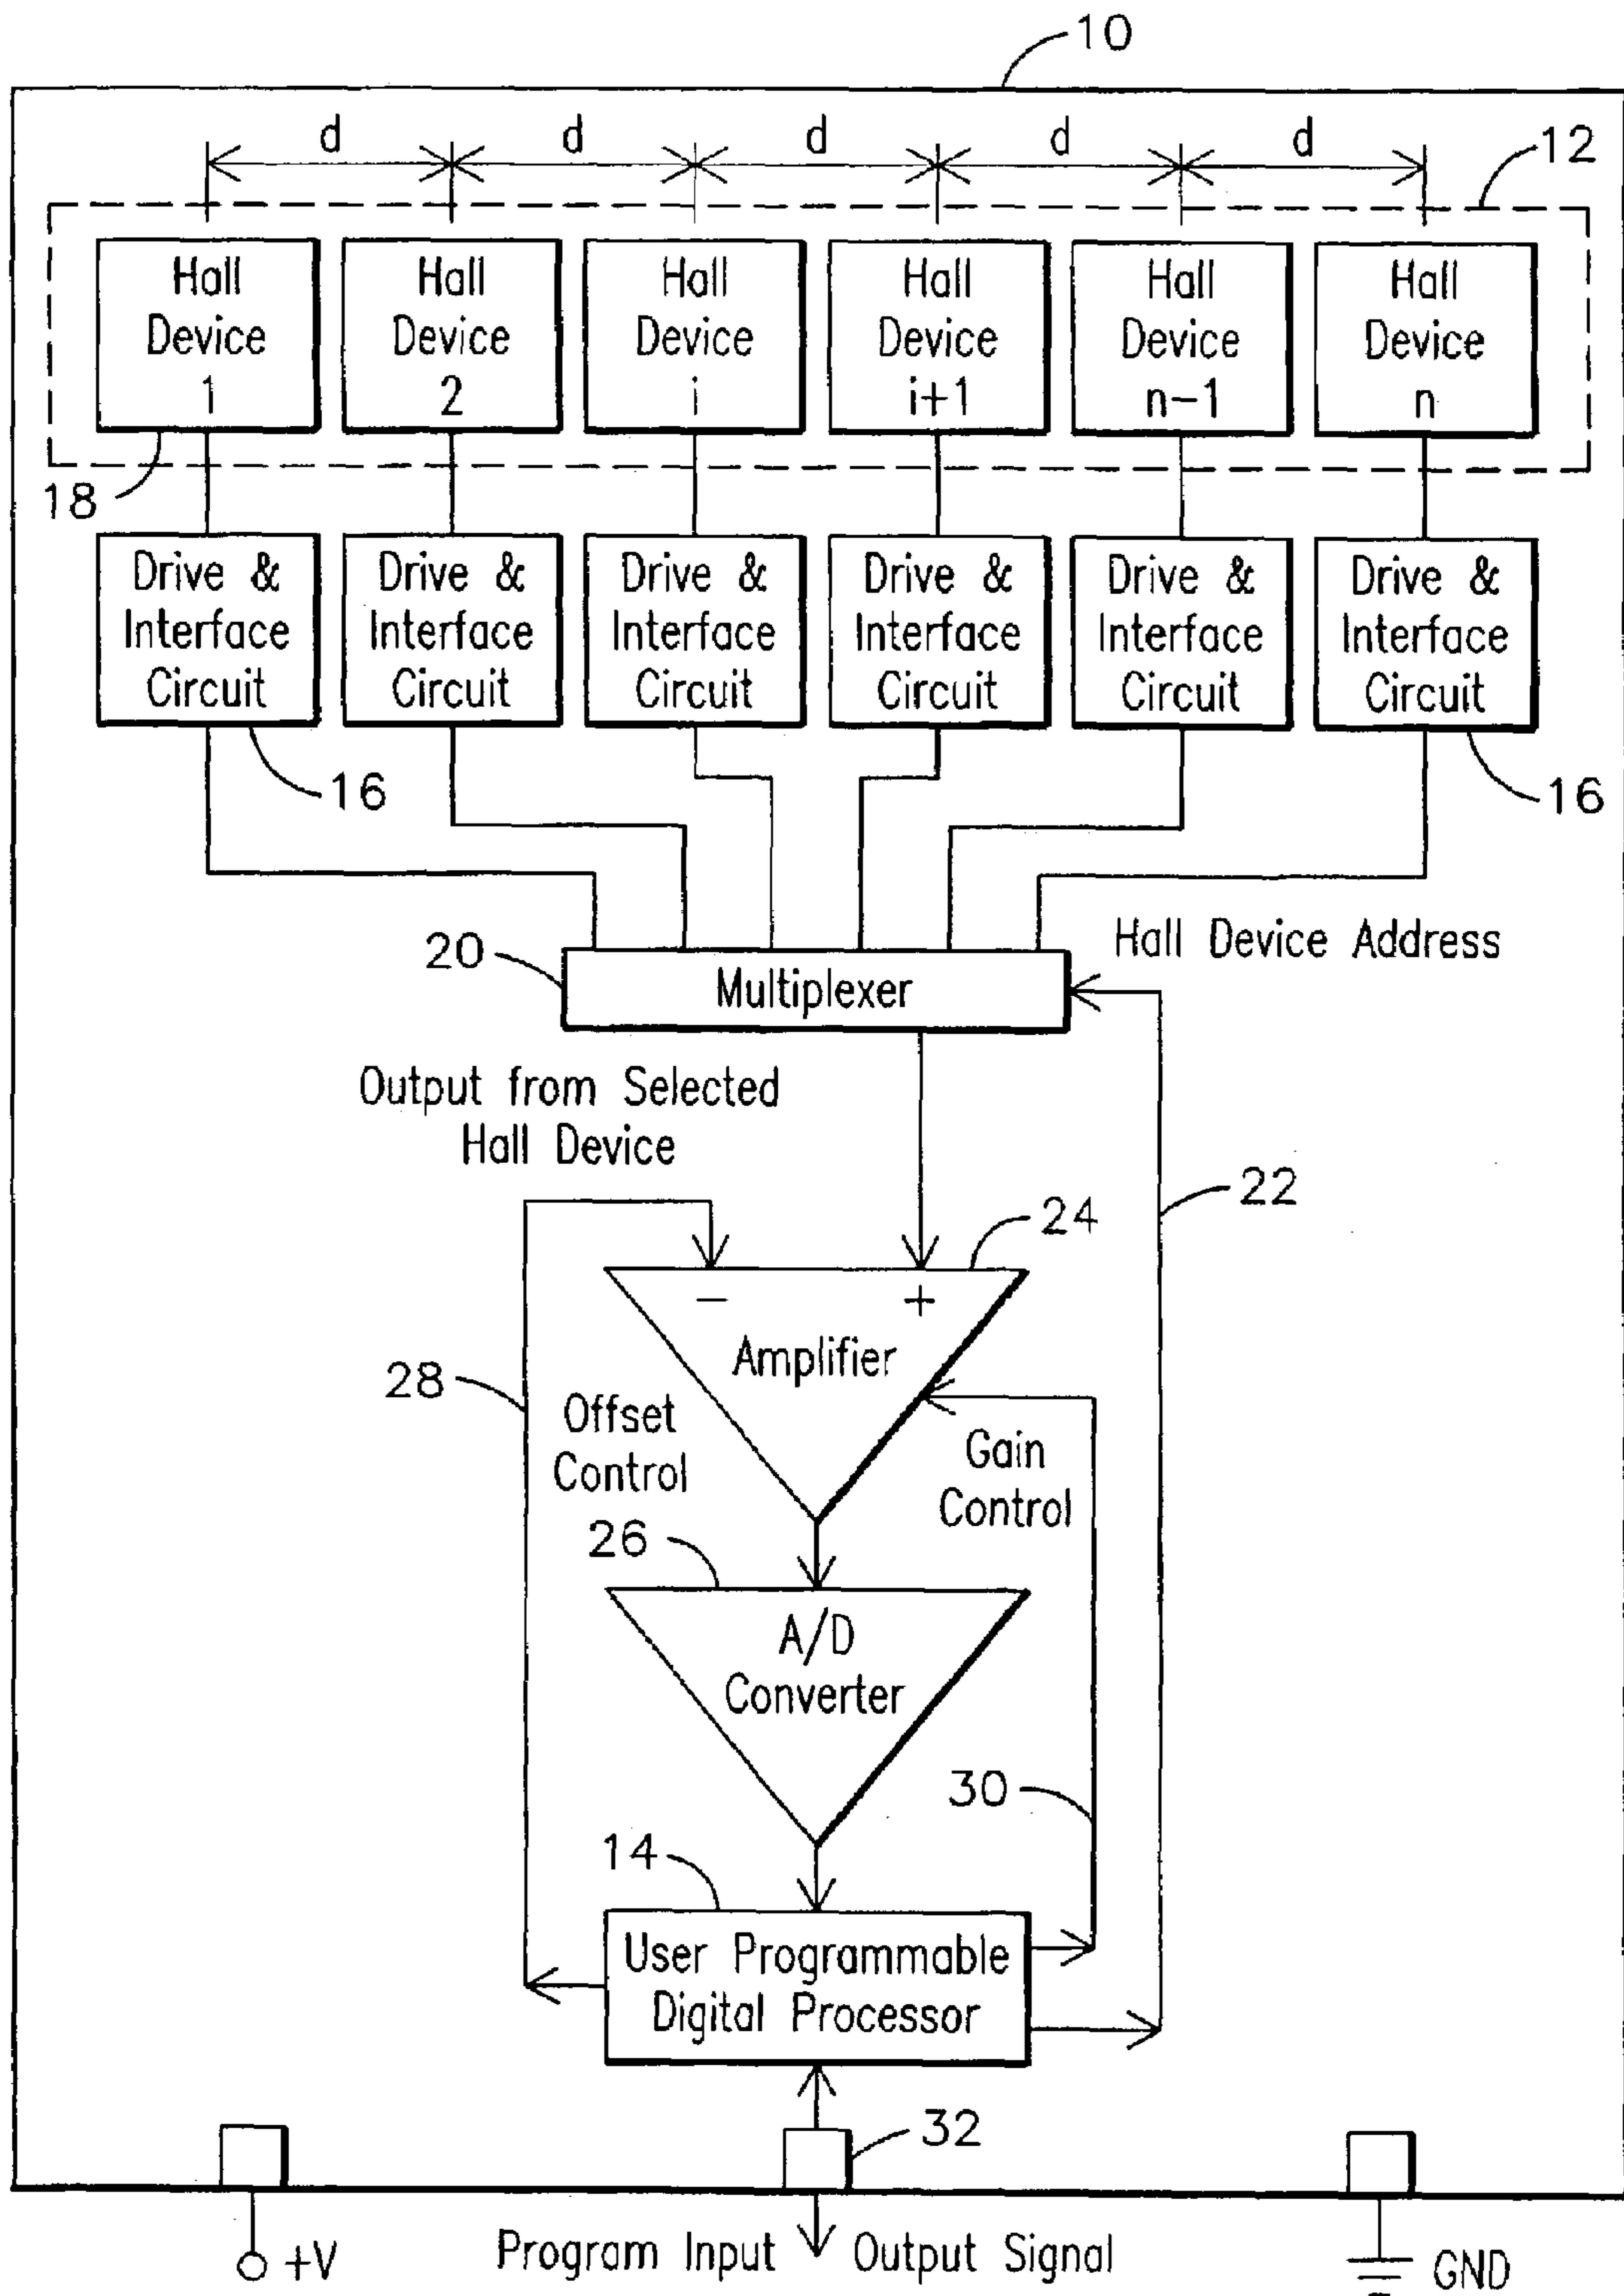 10
d d d d d
12
Hall Device 1
Hall Device 2
Hall Device i
Hall Device i+1
Hall Device n-1
Hall Device n
18
Drive & Interface Circuit
Drive & Interface Circuit
Drive & Interface Circuit
Drive & Interface Circuit
Drive & Interface Circuit
Drive & Interface Circuit
16
16
Hall Device Address
20
Multiplexer
Output from Selected
Hall Device
22
24
− +
Amplifier
28
Offset
Control
Gain
Control
26
A/D
Converter
30
14
User Programmable
Digital Processor
32
+V
Program Input
Output Signal
GND